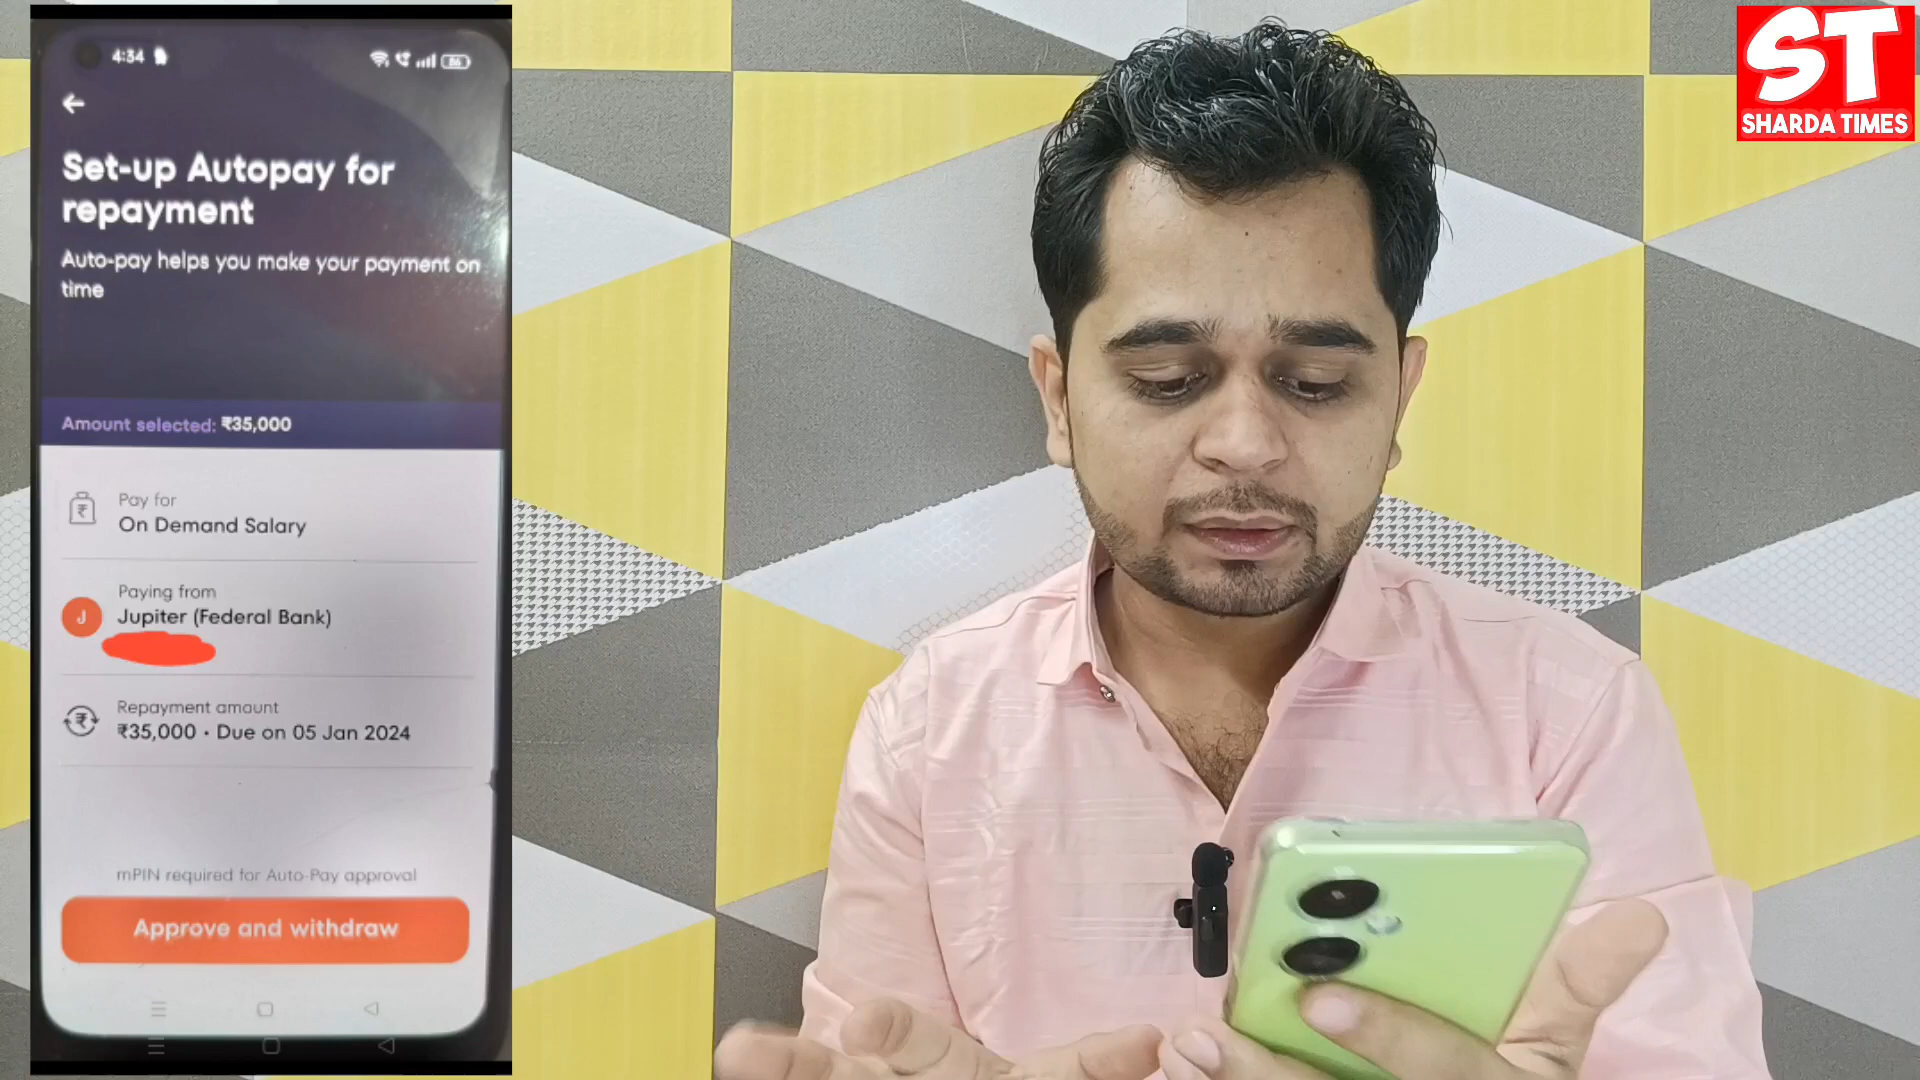 4:34
86
Set-up Autopay for
repayment
Auto-pay helps you make your payment on
time
Amount selected: ₹35,000
Pay for
On Demand Salary
J
Paying from
Jupiter (Federal Bank)
Repayment amount
₹35,000 • Due on 05 Jan 2024
mPIN required for Auto-Pay approval
Approve and withdraw
ST
SHARDA TIMES